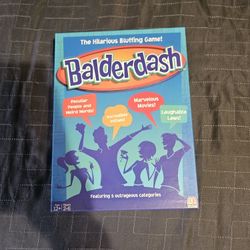 The Hilarious Bluffing Game!
Balderdash
Peculiar
People and
Weird Words!
Incredible
Initials!
Marvelous
Movies!
Laughable
Laws!
Featuring 5 outrageous categories